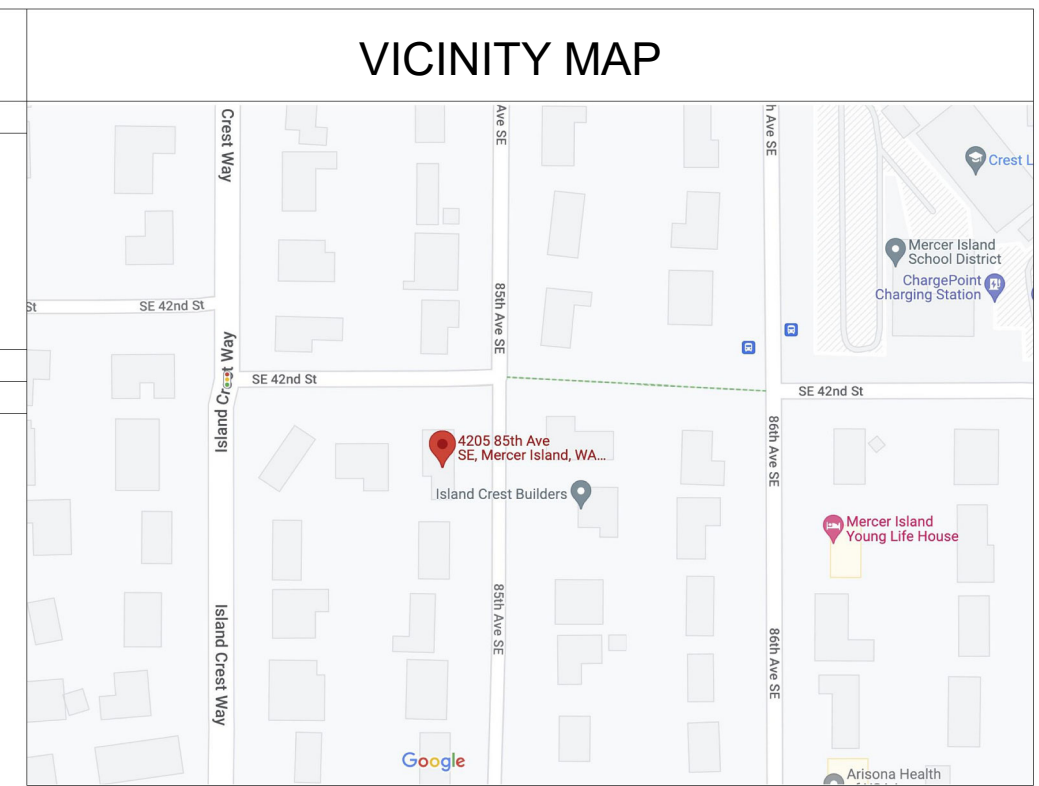 VICINITY MAP
Crest Way
Ave SE
h Ave SE
Crest L
Mercer Island
School District
ChargePoint
Charging Station
St
SE 42nd St
85th Ave SE
Island Crest Way
SE 42nd St
SE 42nd St
86th Ave SE
4205 85th Ave
SE, Mercer Island, WA...
Island Crest Builders
Mercer Island
Young Life House
85th Ave SE
Island Crest Way
86th Ave SE
Google
Arisona Health